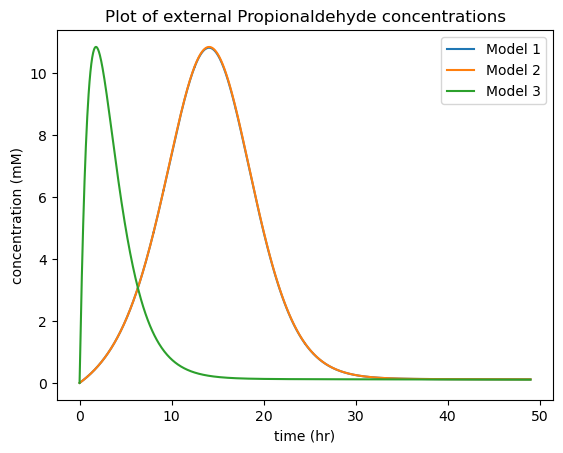 Plot of external Propionaldehyde concentrations
Model 1
Model 2
Model 3
concentration (mM)
10
8
6
4
2
0
0 10 20 30 40 50
time (hr)